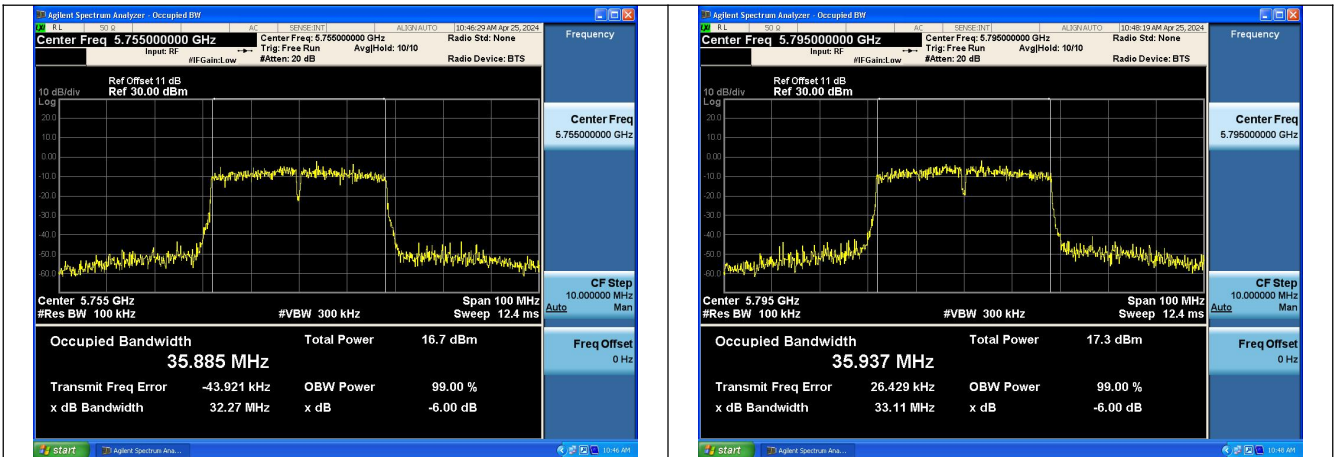 Agilent Spectrum Analyzer - Occupied BW
RL 50 Ω AC SENSE:INT ALIGN AUTO 10:46:29 AM Apr 25, 2024
Center Freq 5.755000000 GHz
Center Freq: 5.755000000 GHz
Radio Std: None
Frequency
Input: RF
Trig: Free Run Avg|Hold: 10/10
#IFGain:Low
#Atten: 20 dB
Radio Device: BTS
Ref Offset 11 dB
10 dB/div Ref 30.00 dBm
Log
20.0
10.0
0.00
-10.0
-20.0
-30.0
-40.0
-50.0
-60.0
Center Freq
5.755000000 GHz
Center 5.755 GHz
Span 100 MHz
#Res BW 100 kHz
#VBW 300 kHz
Sweep 12.4 ms
CF Step
10.000000 MHz
Auto Man
Occupied Bandwidth
Total Power 16.7 dBm
35.885 MHz
Freq Offset
0 Hz
Transmit Freq Error -43.921 kHz OBW Power 99.00 %
x dB Bandwidth 32.27 MHz x dB -6.00 dB
start Agilent Spectrum Ana... 10:46 AM
Agilent Spectrum Analyzer - Occupied BW
RL 50 Ω AC SENSE:INT ALIGN AUTO 10:48:19 AM Apr 25, 2024
Center Freq 5.795000000 GHz
Center Freq: 5.795000000 GHz
Radio Std: None
Frequency
Input: RF
Trig: Free Run Avg|Hold: 10/10
#IFGain:Low
#Atten: 20 dB
Radio Device: BTS
Ref Offset 11 dB
10 dB/div Ref 30.00 dBm
Log
20.0
10.0
0.00
-10.0
-20.0
-30.0
-40.0
-50.0
-60.0
Center Freq
5.795000000 GHz
Center 5.795 GHz
Span 100 MHz
#Res BW 100 kHz
#VBW 300 kHz
Sweep 12.4 ms
CF Step
10.000000 MHz
Auto Man
Occupied Bandwidth
Total Power 17.3 dBm
35.937 MHz
Freq Offset
0 Hz
Transmit Freq Error 26.429 kHz OBW Power 99.00 %
x dB Bandwidth 33.11 MHz x dB -6.00 dB
start Agilent Spectrum Ana... 10:48 AM